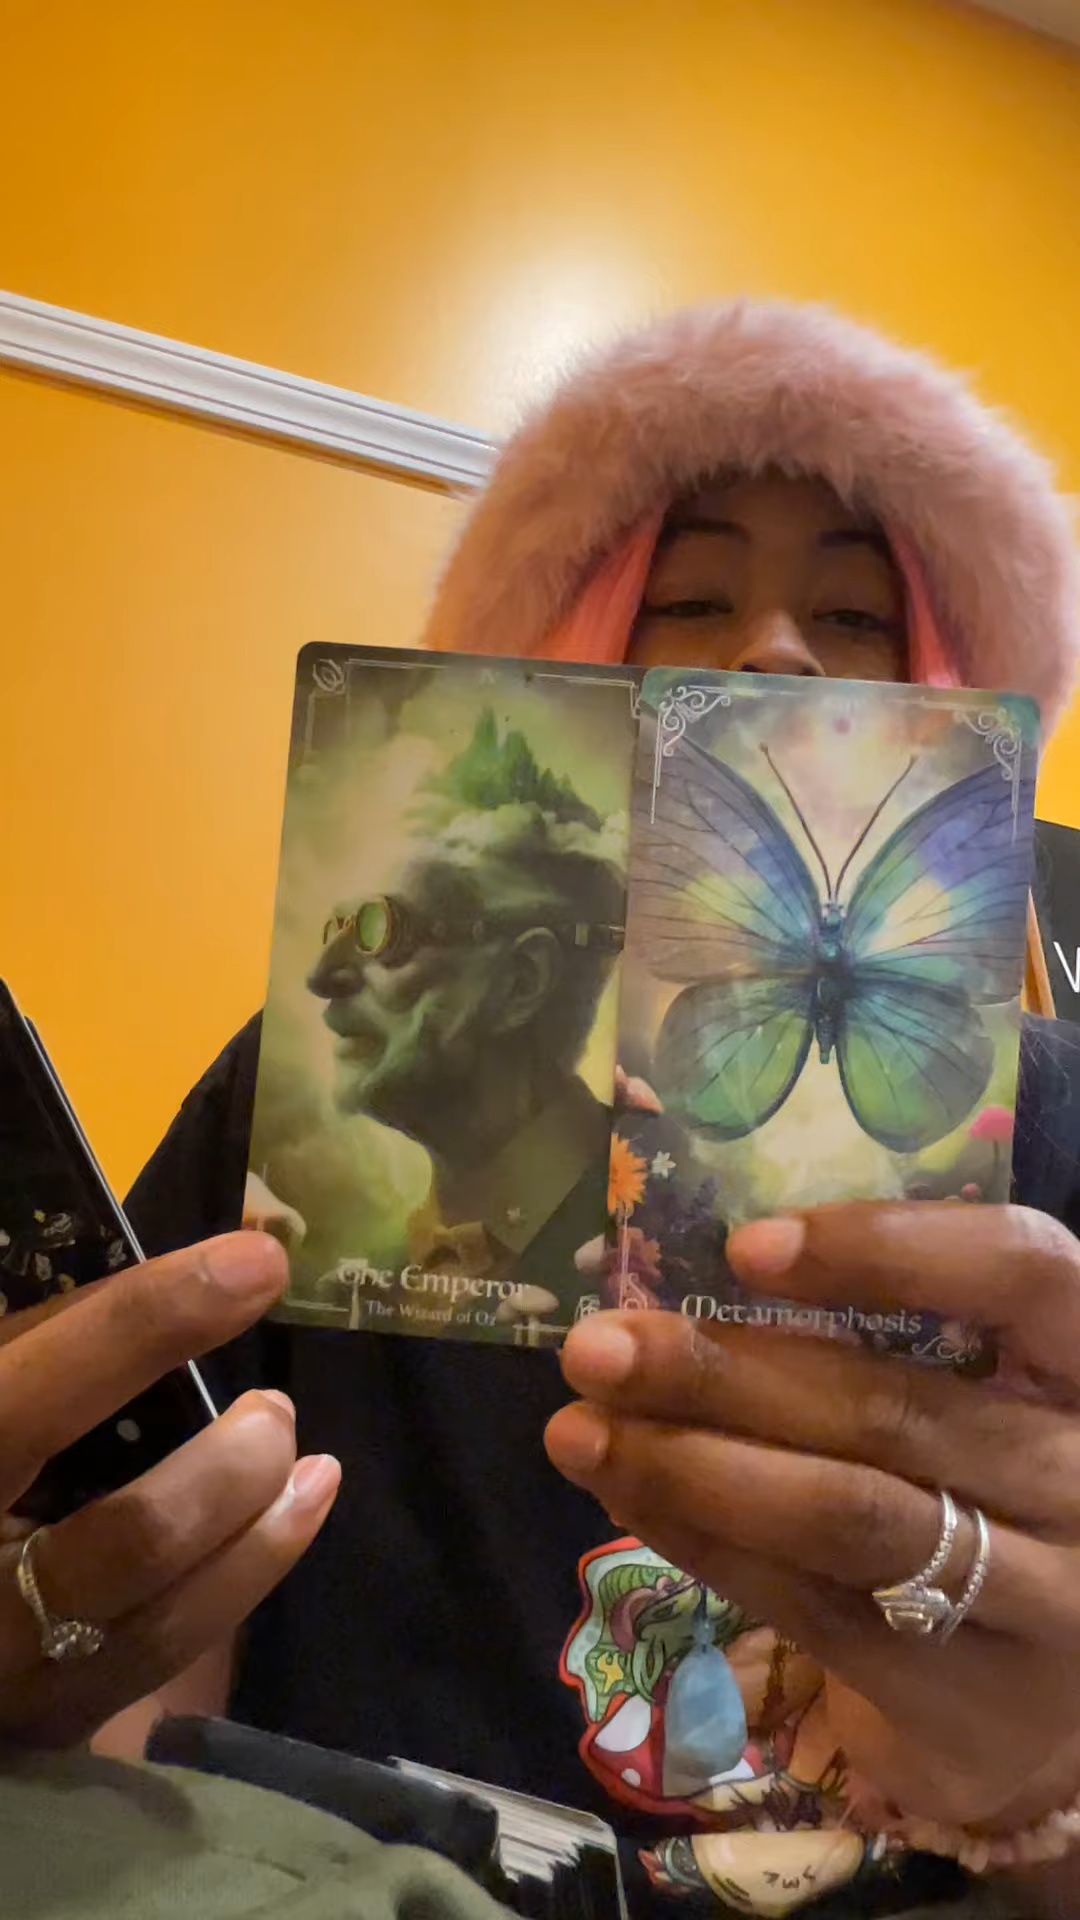 The Emperor
The Wizard of Oz
Metamorphosis